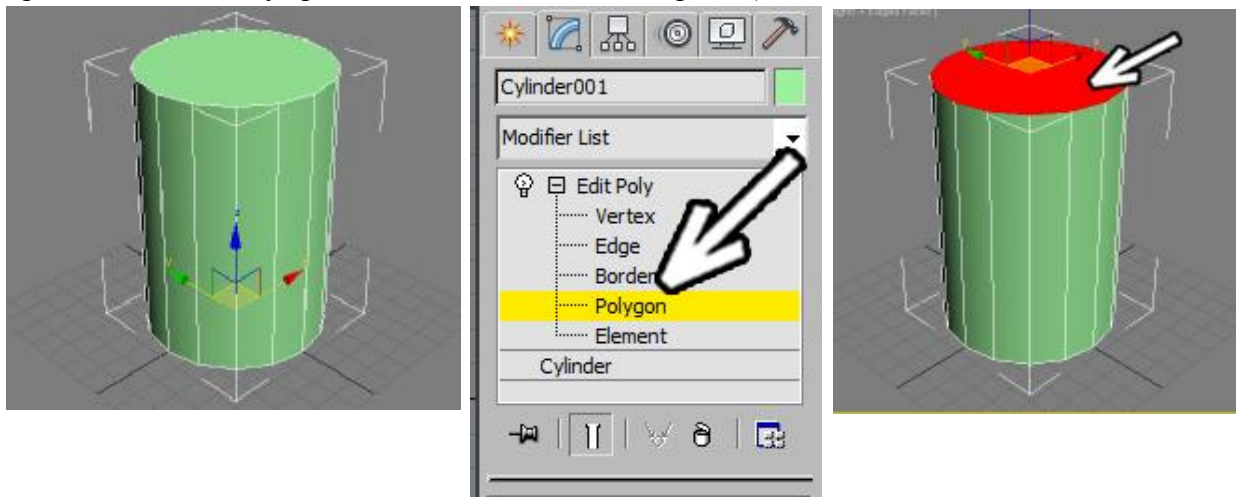 Cylinder001
Modifier List
Edit Poly
Vertex
Edge
Border
Polygon
Element
Cylinder